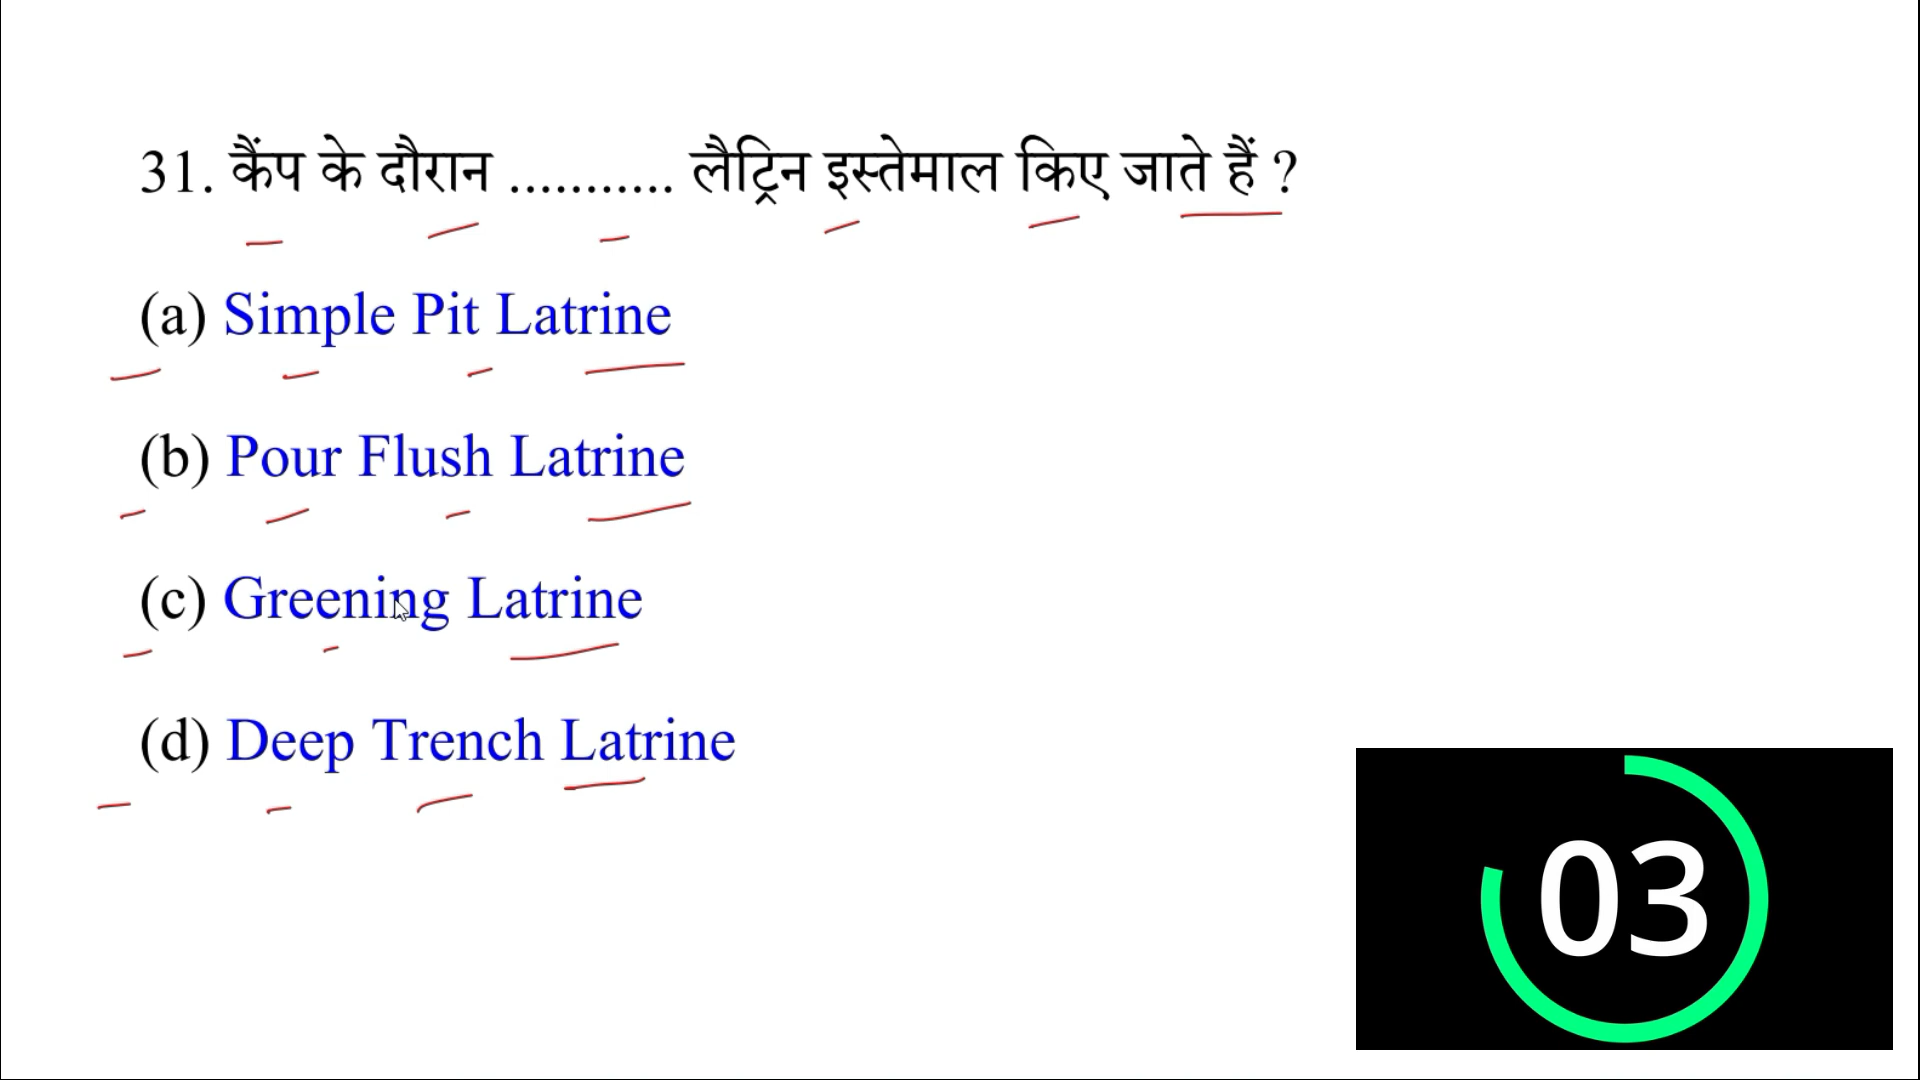 31. कैंप के दौरान ........... लैट्रिन इस्तेमाल किए जाते हैं ?
(a) Simple Pit Latrine
(b) Pour Flush Latrine
(c) Greening Latrine
(d) Deep Trench Latrine
03